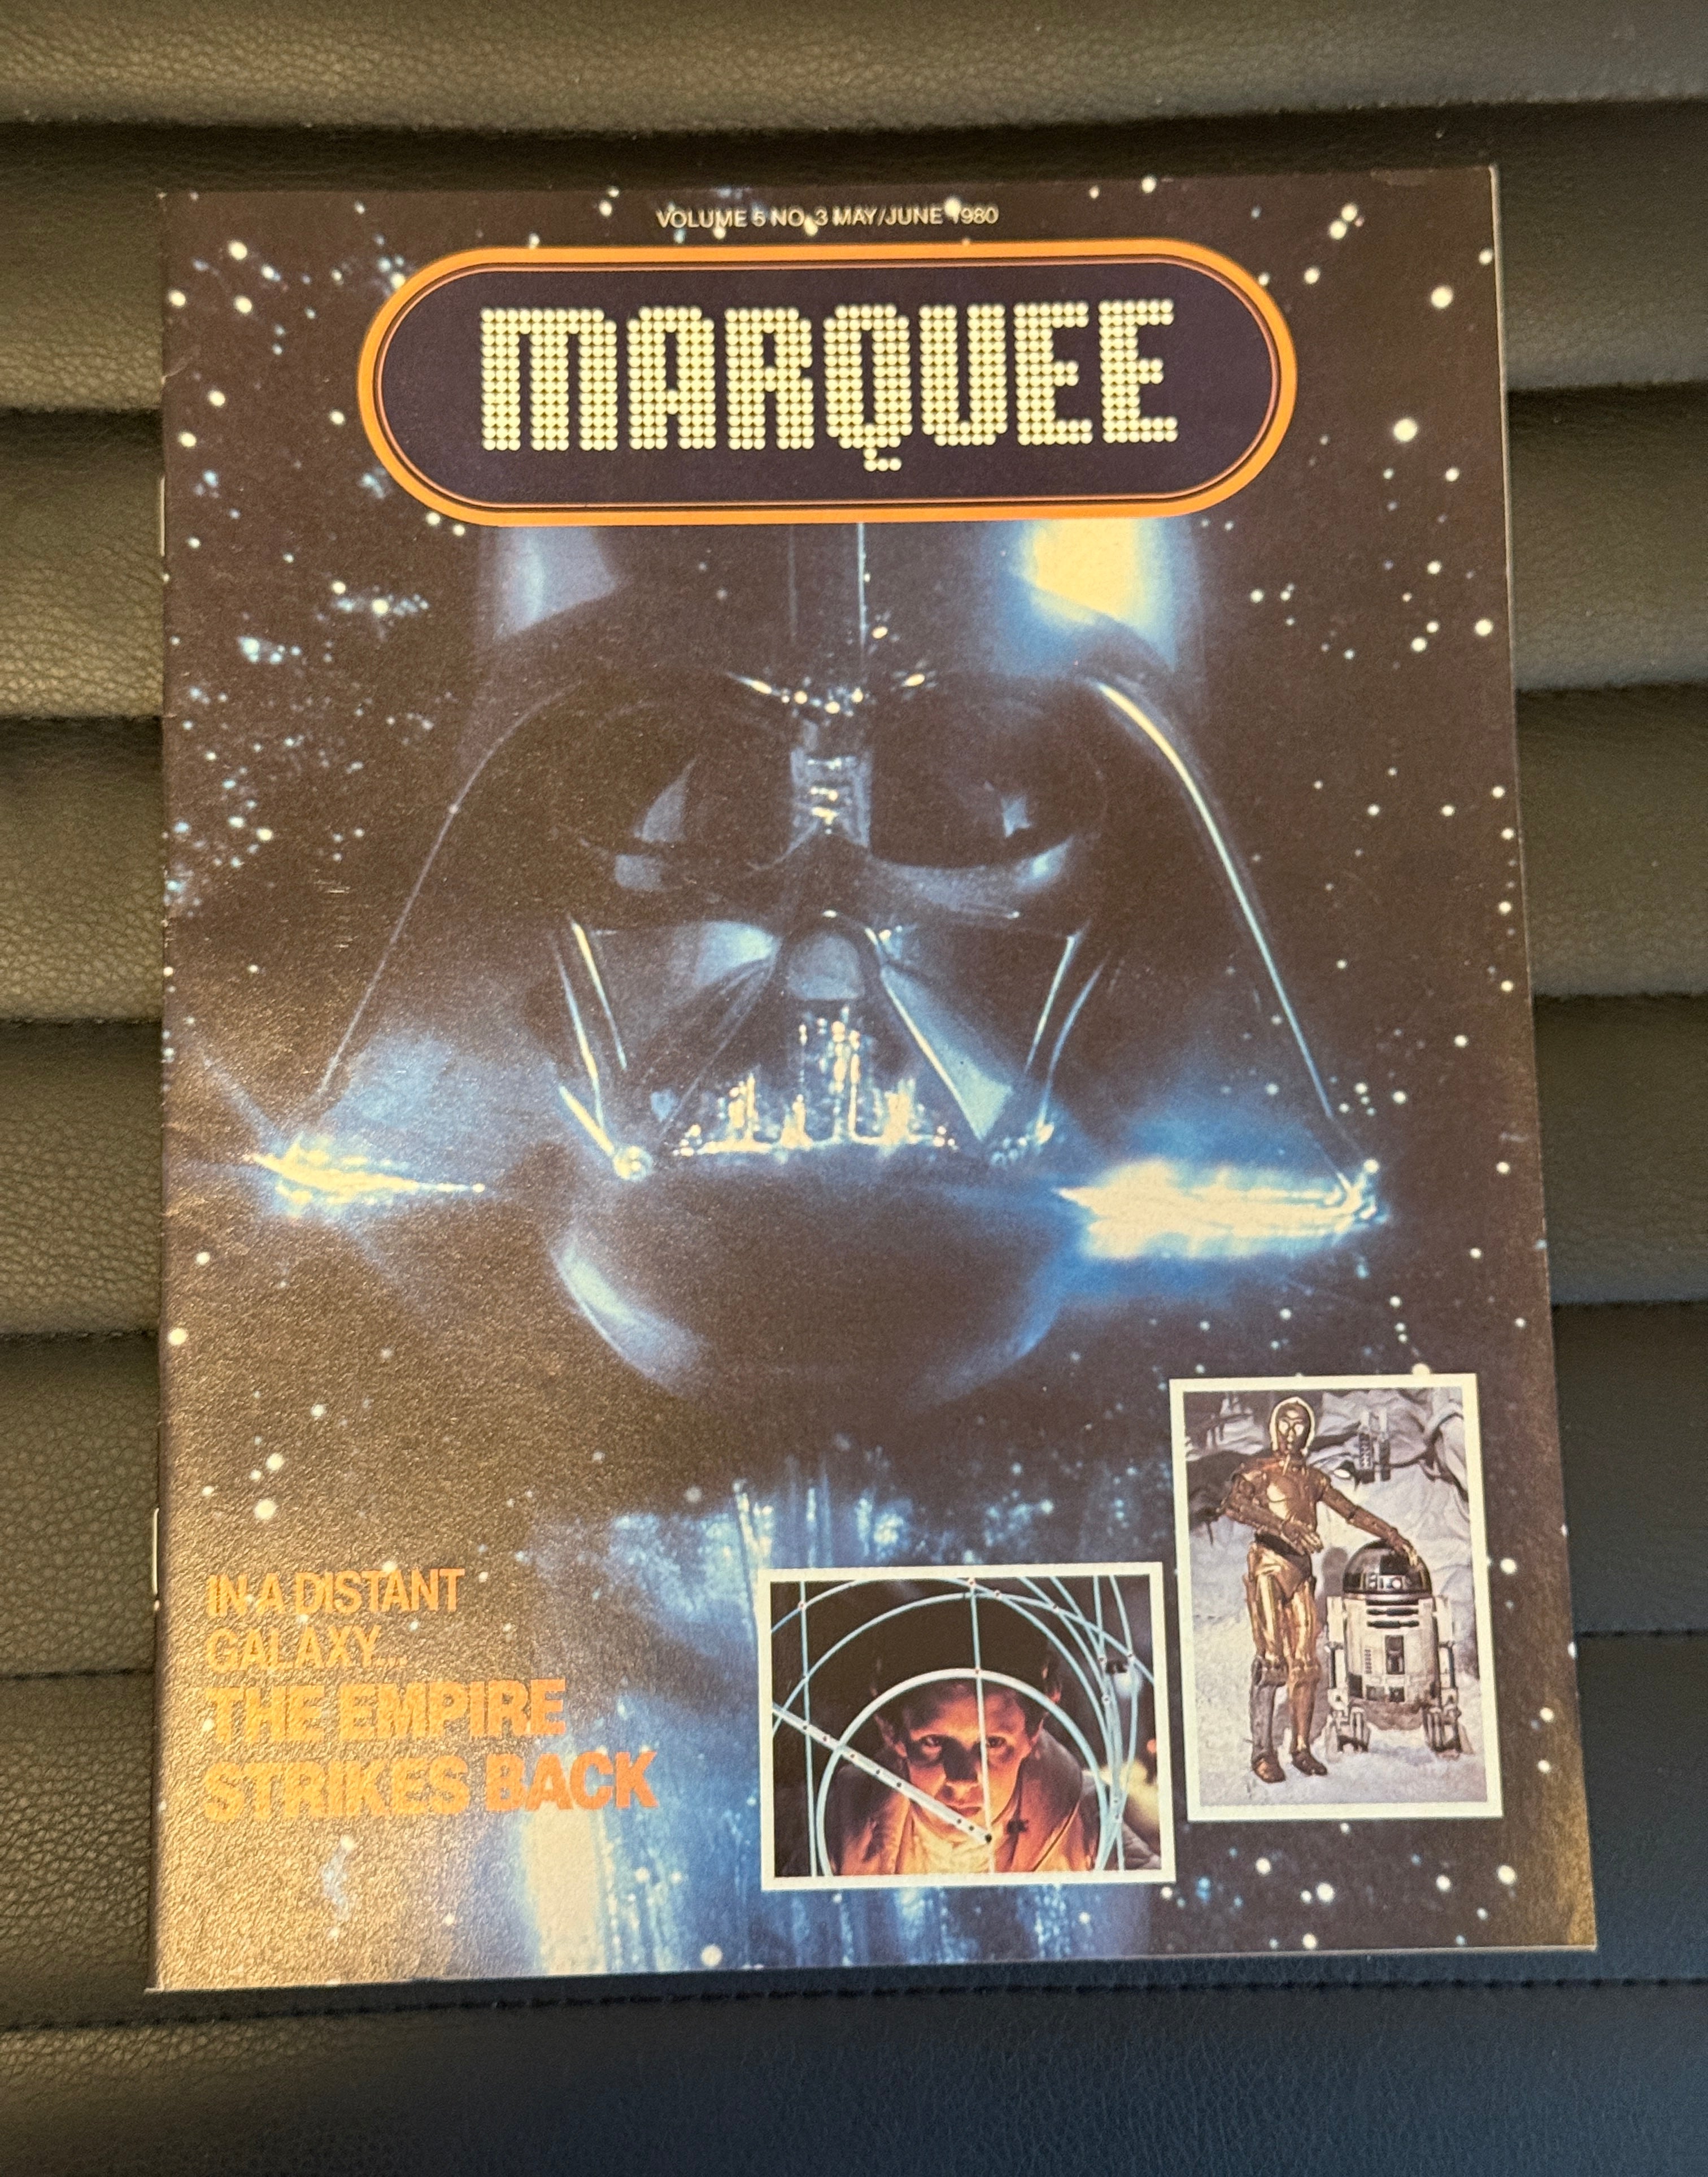 VOLUME 5 NO. 3 MAY/JUNE 1980
MARQUEE
IN A DISTANT
GALAXY...
THE EMPIRE
STRIKES BACK